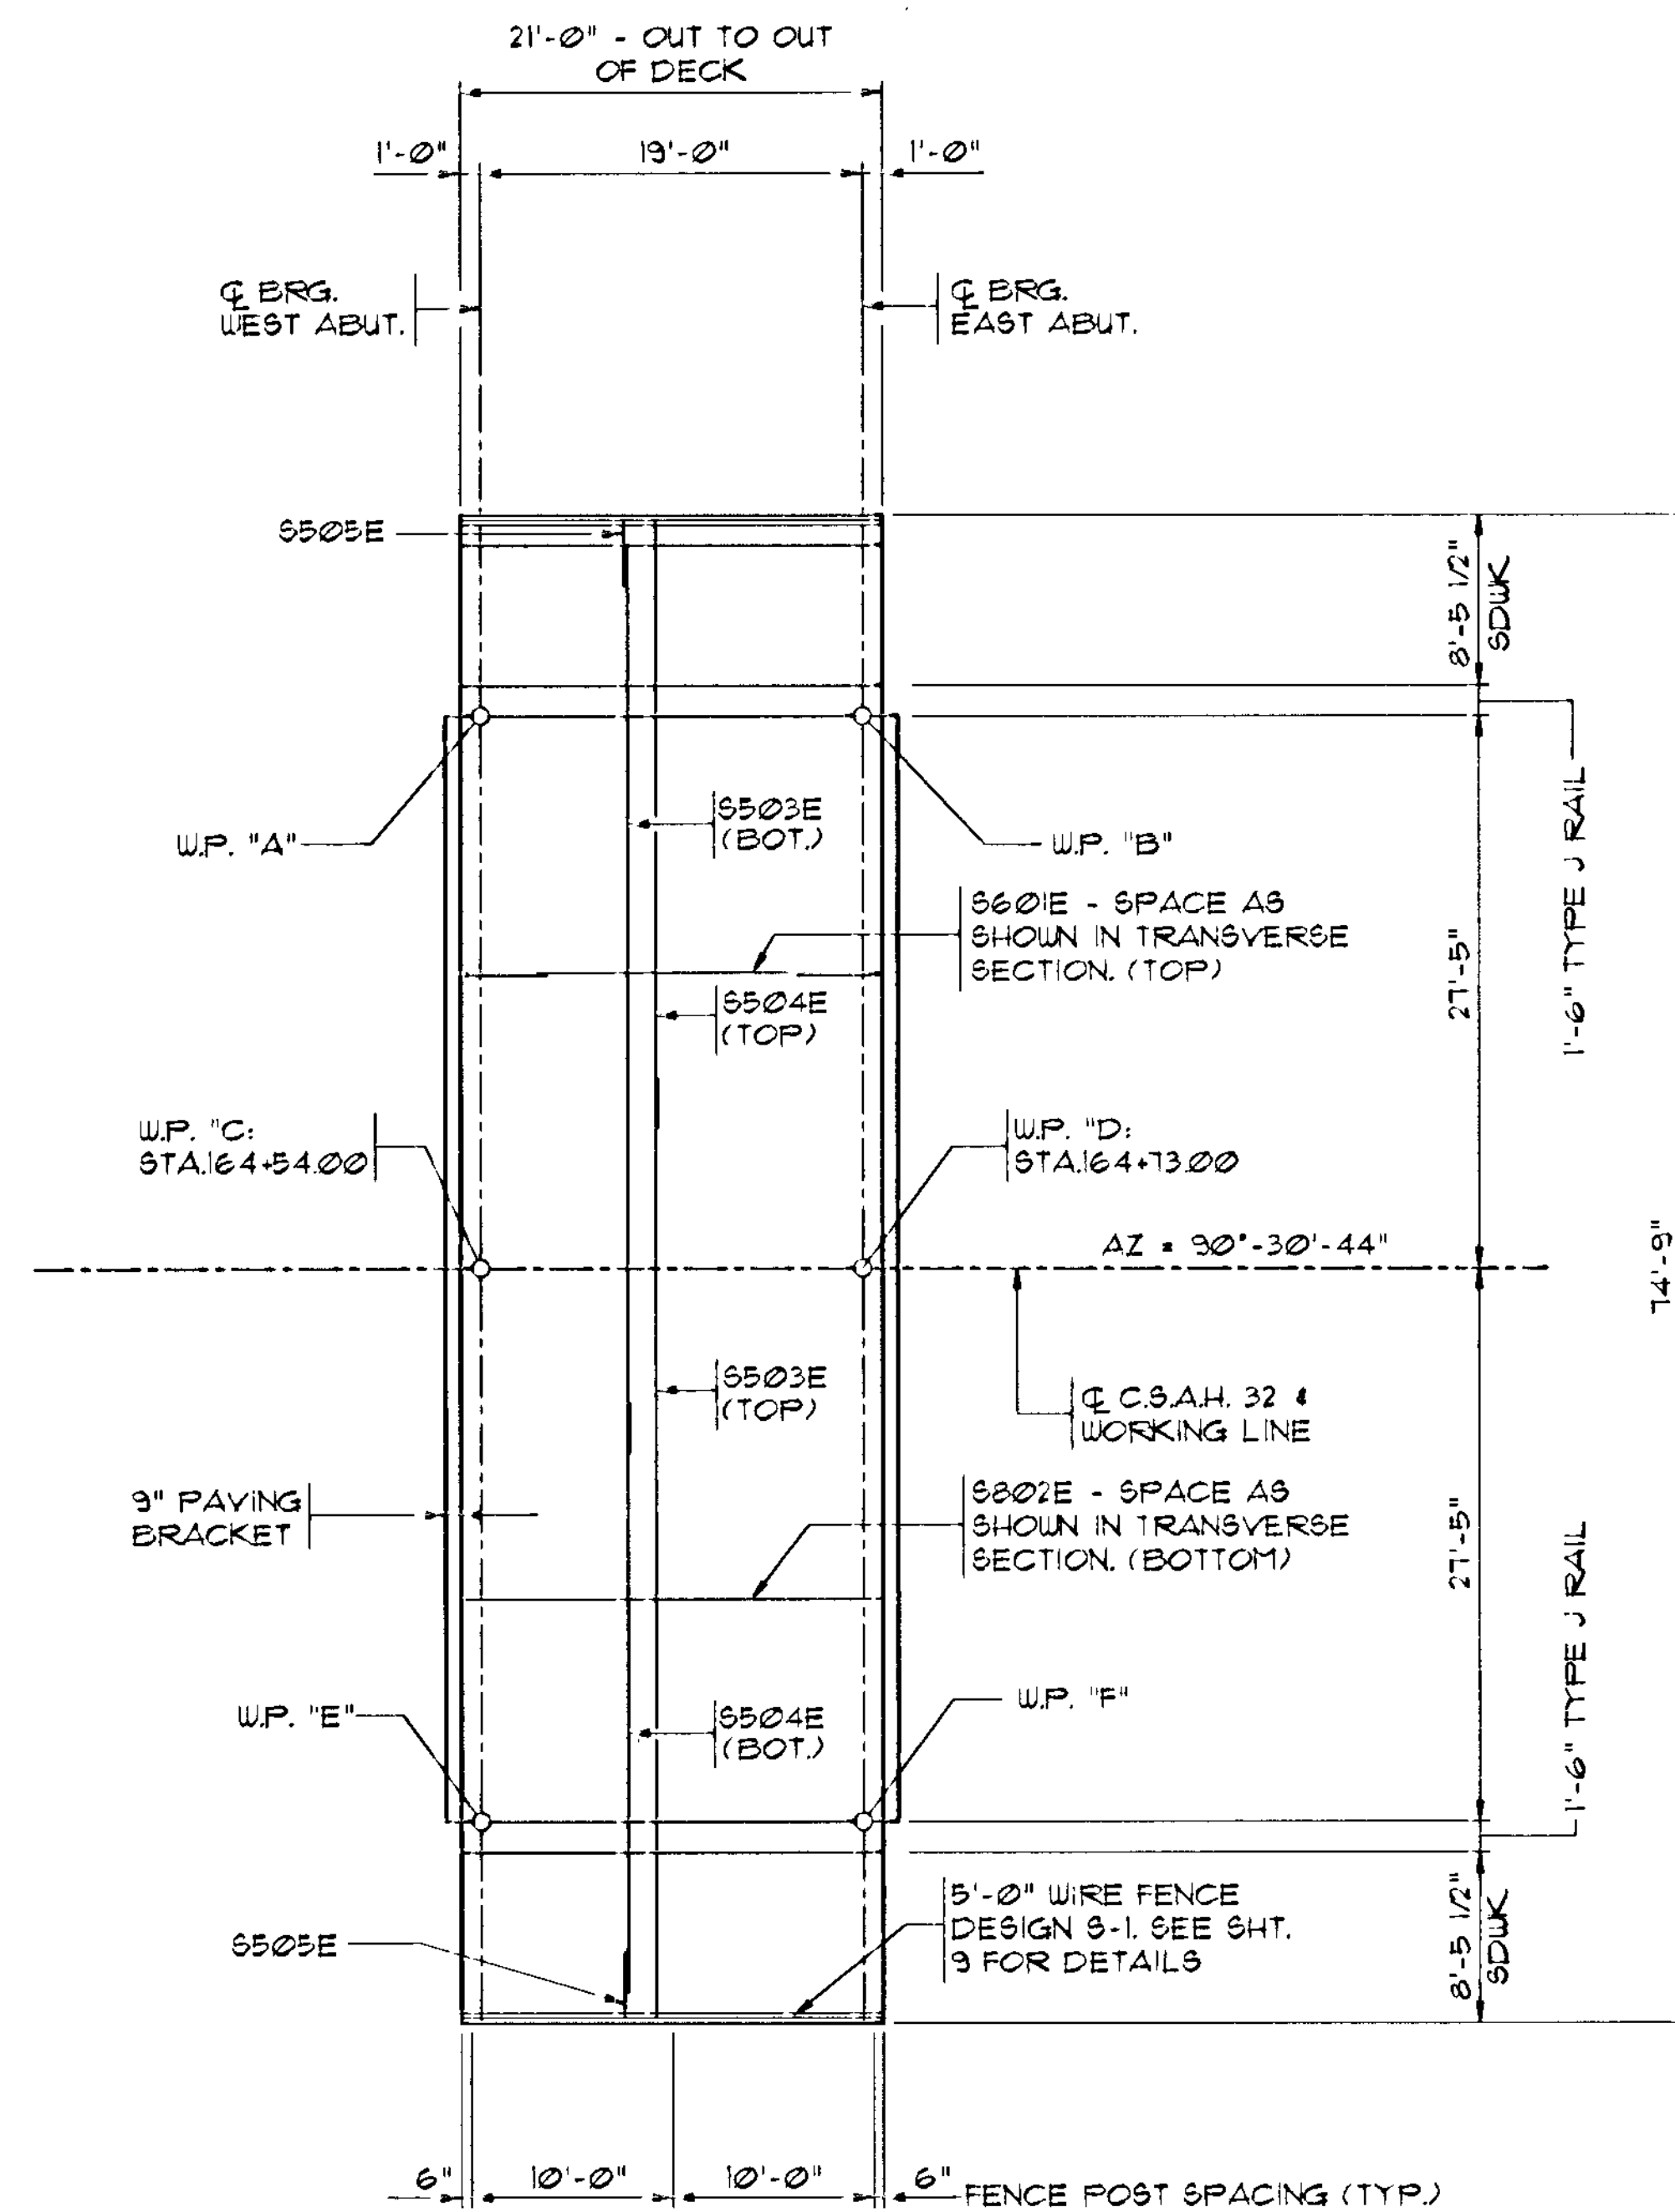 21'-0" - OUT TO OUT
OF DECK
1'-0"
19'-0"
1'-0"
℄ BRG.
WEST ABUT.
℄ BRG.
EAST ABUT.
S505E
8'-5 1/2"
SDWK
W.P. "A"
S503E
(BOT.)
W.P. "B"
1'-6" TYPE J RAIL
S601E - SPACE AS
SHOWN IN TRANSVERSE
SECTION. (TOP)
27'-5"
S504E
(TOP)
W.P. "C:
STA.164+54.00
W.P. "D:
STA.164+73.00
AZ = 90°-30'-44"
74'-9"
S503E
(TOP)
℄ C.S.A.H. 32 &
WORKING LINE
9" PAVING
BRACKET
S802E - SPACE AS
SHOWN IN TRANSVERSE
SECTION. (BOTTOM)
27'-5"
1'-6" TYPE J RAIL
W.P. "E"
S504E
(BOT.)
W.P. "F"
S505E
5'-0" WIRE FENCE
DESIGN S-1. SEE SHT.
9 FOR DETAILS
8'-5 1/2"
SDWK
6"
10'-0"
10'-0"
6"
FENCE POST SPACING (TYP.)